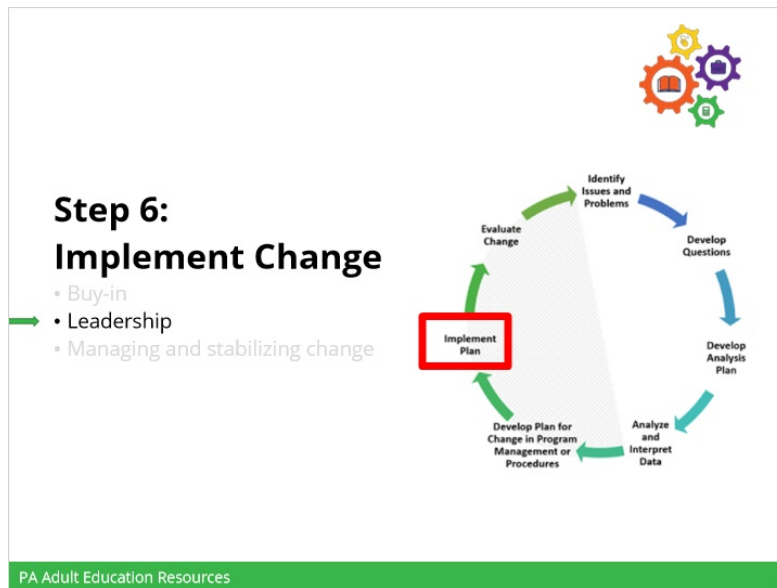 Step 6:
Implement Change
• Buy-in
• Leadership
• Managing and stabilizing change
Identify
Issues and
Problems
Develop
Questions
Develop
Analysis
Plan
Analyze
and
Interpret
Data
Develop Plan for
Change in Program
Management or
Procedures
Implement
Plan
Evaluate
Change
PA Adult Education Resources